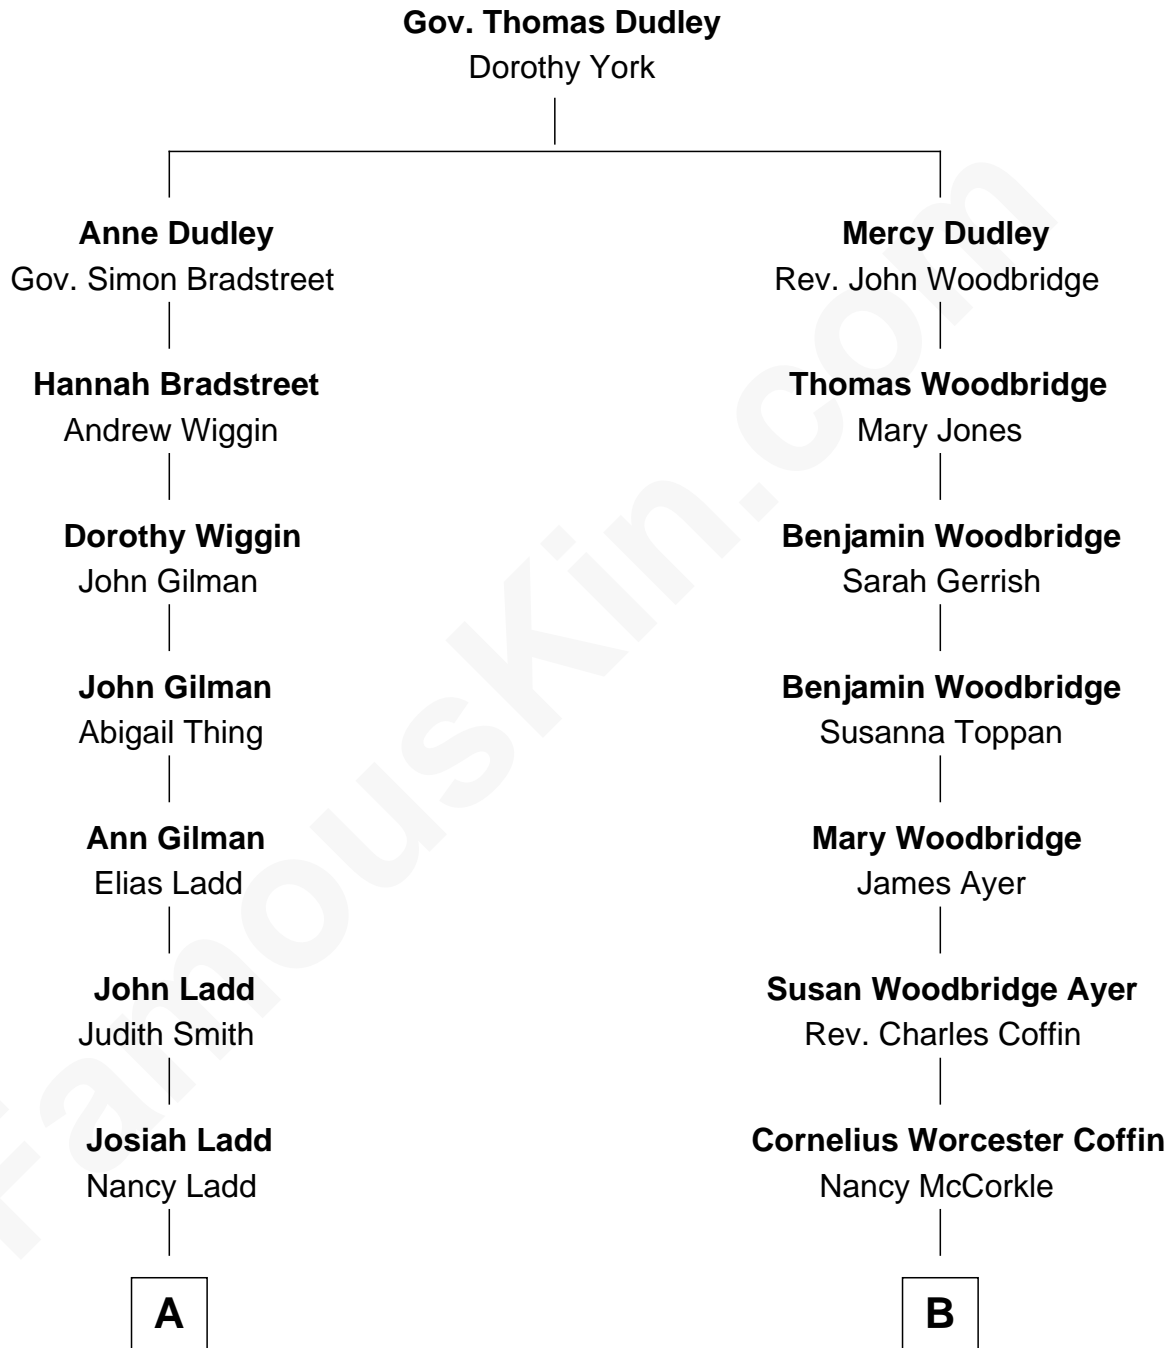 Gov. Thomas Dudley
Dorothy York
Anne Dudley
Gov. Simon Bradstreet
Hannah Bradstreet
Andrew Wiggin
Dorothy Wiggin
John Gilman
John Gilman
Abigail Thing
Ann Gilman
Elias Ladd
John Ladd
Judith Smith
Josiah Ladd
Nancy Ladd
A
Mercy Dudley
Rev. John Woodbridge
Thomas Woodbridge
Mary Jones
Benjamin Woodbridge
Sarah Gerrish
Benjamin Woodbridge
Susanna Toppan
Mary Woodbridge
James Ayer
Susan Woodbridge Ayer
Rev. Charles Coffin
Cornelius Worcester Coffin
Nancy McCorkle
B
FamousKin.com